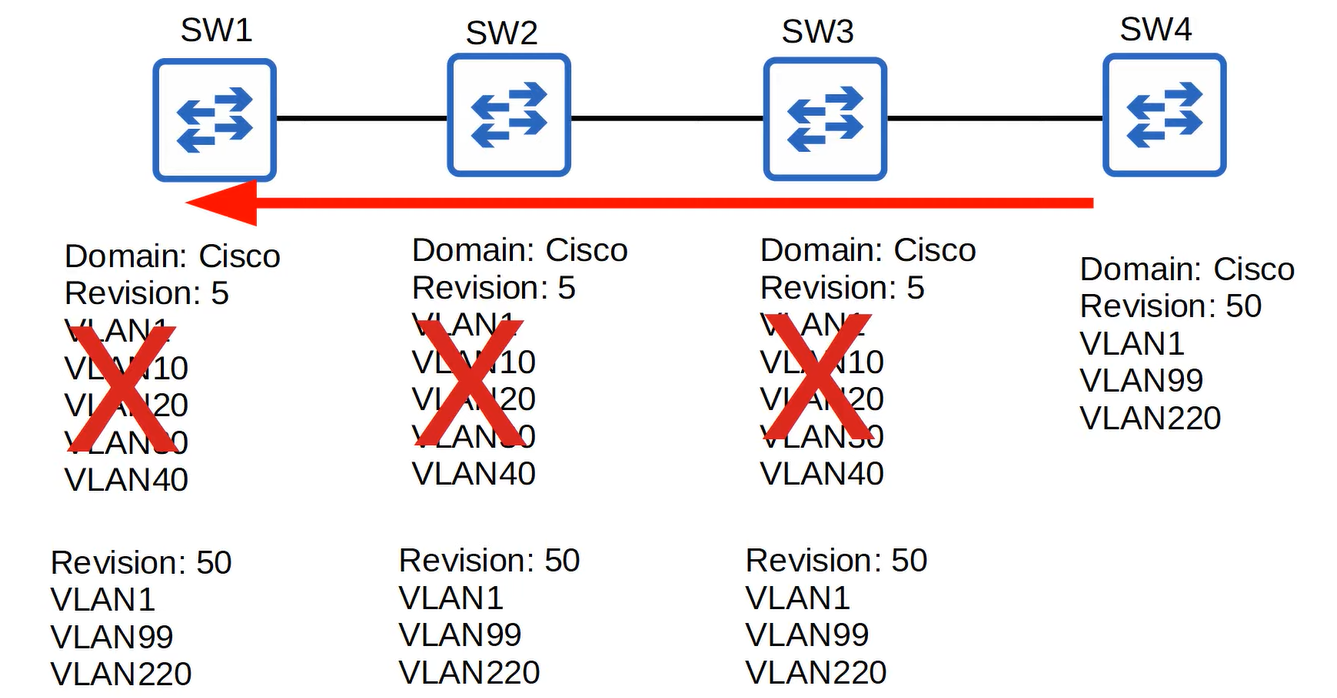 SW1
SW2
SW3
SW4
Domain: Cisco
Revision: 5
VLAN1
VLAN10
VLAN20
VLAN30
VLAN40
Domain: Cisco
Revision: 5
VLAN1
VLAN10
VLAN20
VLAN30
VLAN40
Domain: Cisco
Revision: 5
VLAN1
VLAN10
VLAN20
VLAN30
VLAN40
Domain: Cisco
Revision: 50
VLAN1
VLAN99
VLAN220
Revision: 50
VLAN1
VLAN99
VLAN220
Revision: 50
VLAN1
VLAN99
VLAN220
Revision: 50
VLAN1
VLAN99
VLAN220